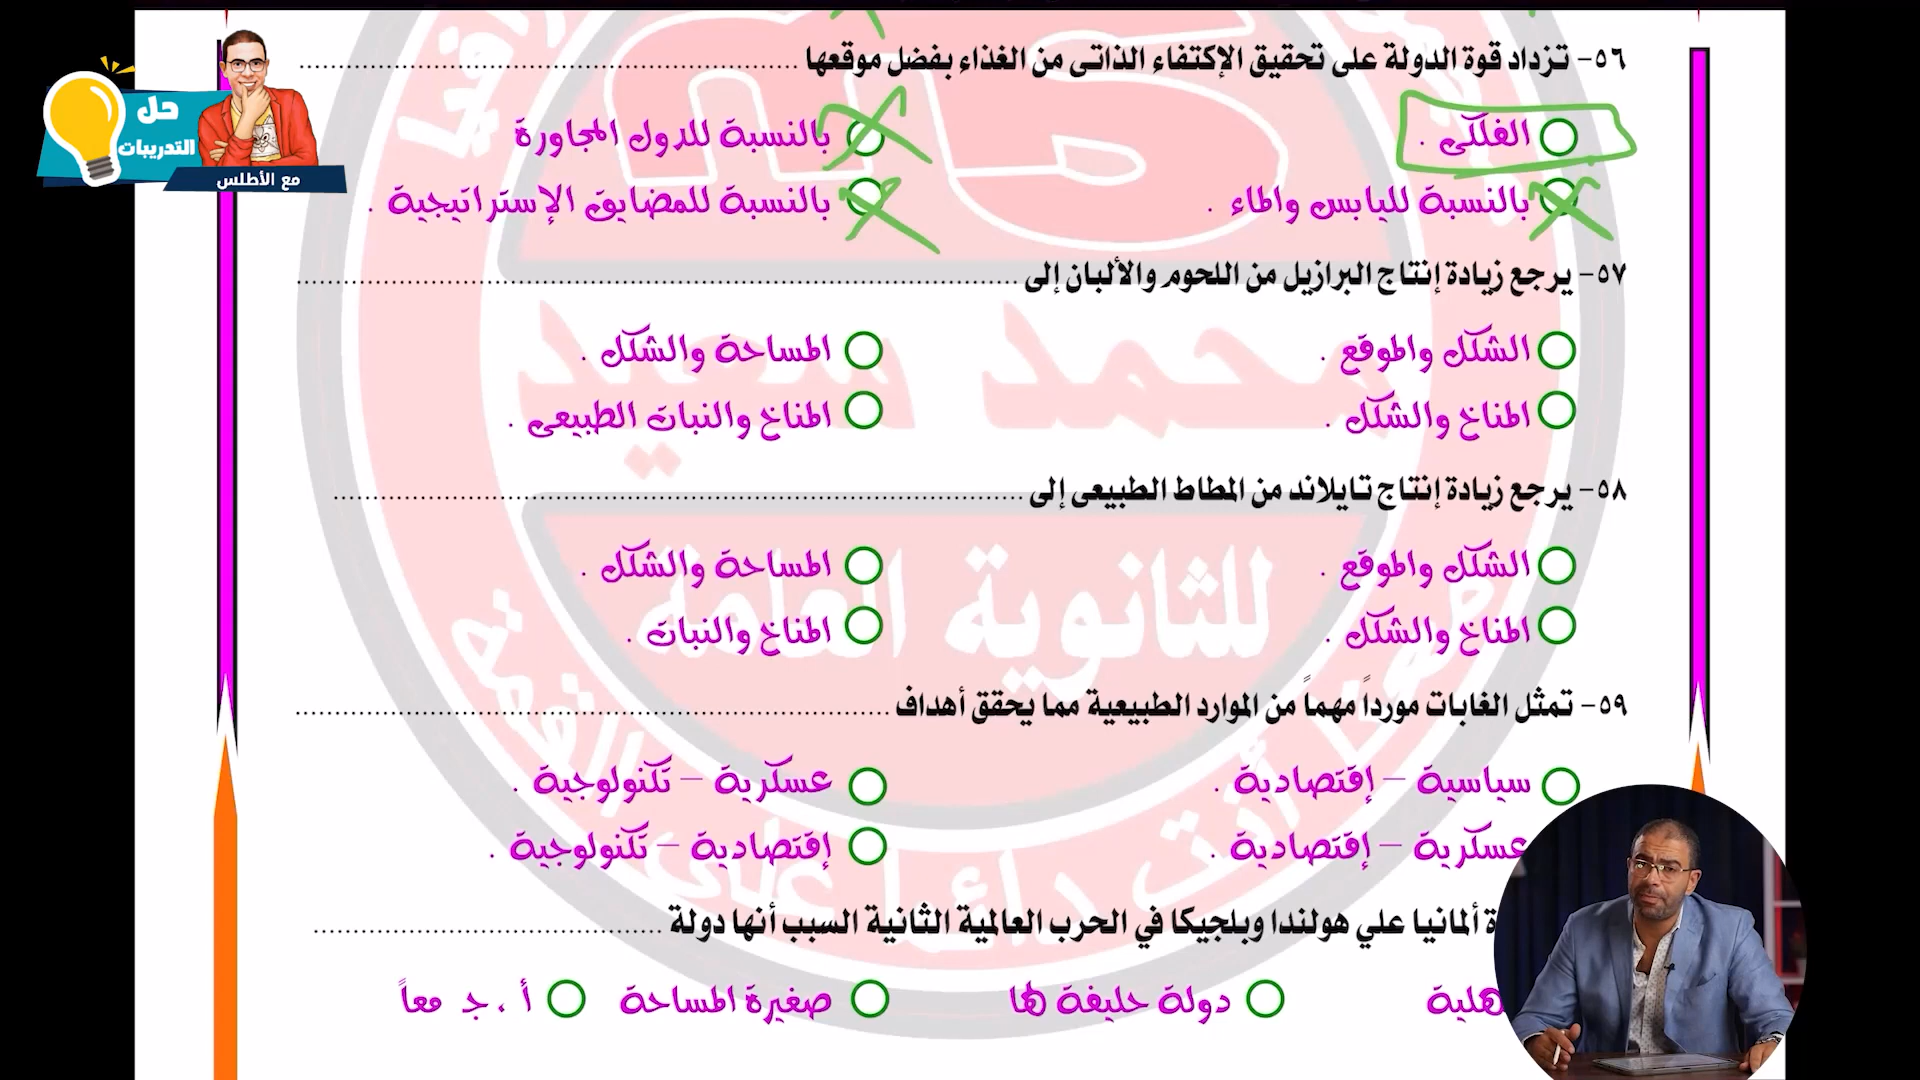 حل
التدريبات
مع الأطلس
٥٦- تزداد قوة الدولة على تحقيق الإكتفاء الذاتى من الغذاء بفضل موقعها
الفلكى .
بالنسبة للدول المجاورة
بالنسبة لليابس والماء .
بالنسبة للمضايق الإستراتيجية .
٥٧- يرجع زيادة إنتاج البرازيل من اللحوم والألبان إلى
الشكل والموقع .
المساحة والشكل .
المناخ والشكل .
المناخ والنبات الطبيعى .
٥٨- يرجع زيادة إنتاج تايلاند من المطاط الطبيعى إلى
الشكل والموقع .
المساحة والشكل .
المناخ والشكل .
المناخ والنبات .
٥٩- تمثل الغابات مورداً مهماً من الموارد الطبيعية مما يحقق أهداف
سياسية – إقتصادية .
عسكرية – تكنولوجية .
عسكرية – إقتصادية .
إقتصادية – تكنولوجية .
ألمانيا علي هولندا وبلجيكا في الحرب العالمية الثانية السبب أنها دولة
دولة حليفة لها
صغيرة المساحة
أ ، جـ معاً
محمد سعيد
للثانوية العامة